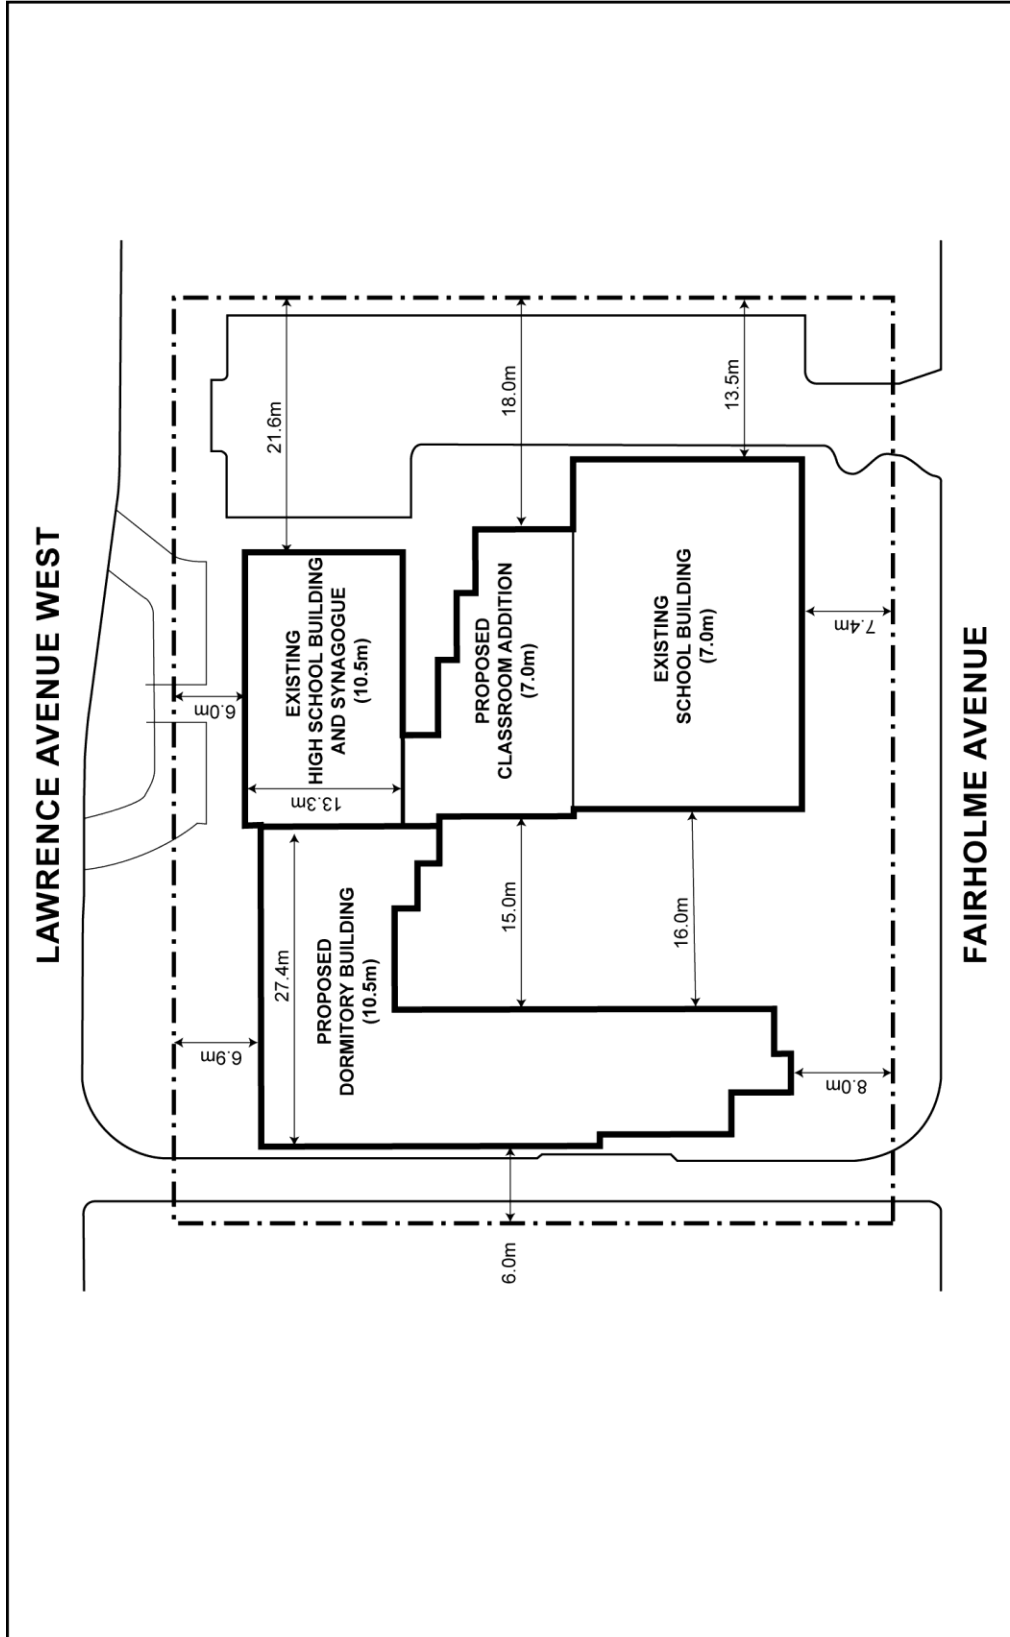 LAWRENCE AVENUE WEST
6.9m
6.0m
21.6m
27.4m
13.3m
EXISTING
HIGH SCHOOL BUILDING
AND SYNAGOGUE
(10.5m)
PROPOSED
DORMITORY BUILDING
(10.5m)
PROPOSED
CLASSROOM ADDITION
(7.0m)
18.0m
15.0m
6.0m
16.0m
EXISTING
SCHOOL BUILDING
(7.0m)
13.5m
8.0m
7.4m
FAIRHOLME AVENUE